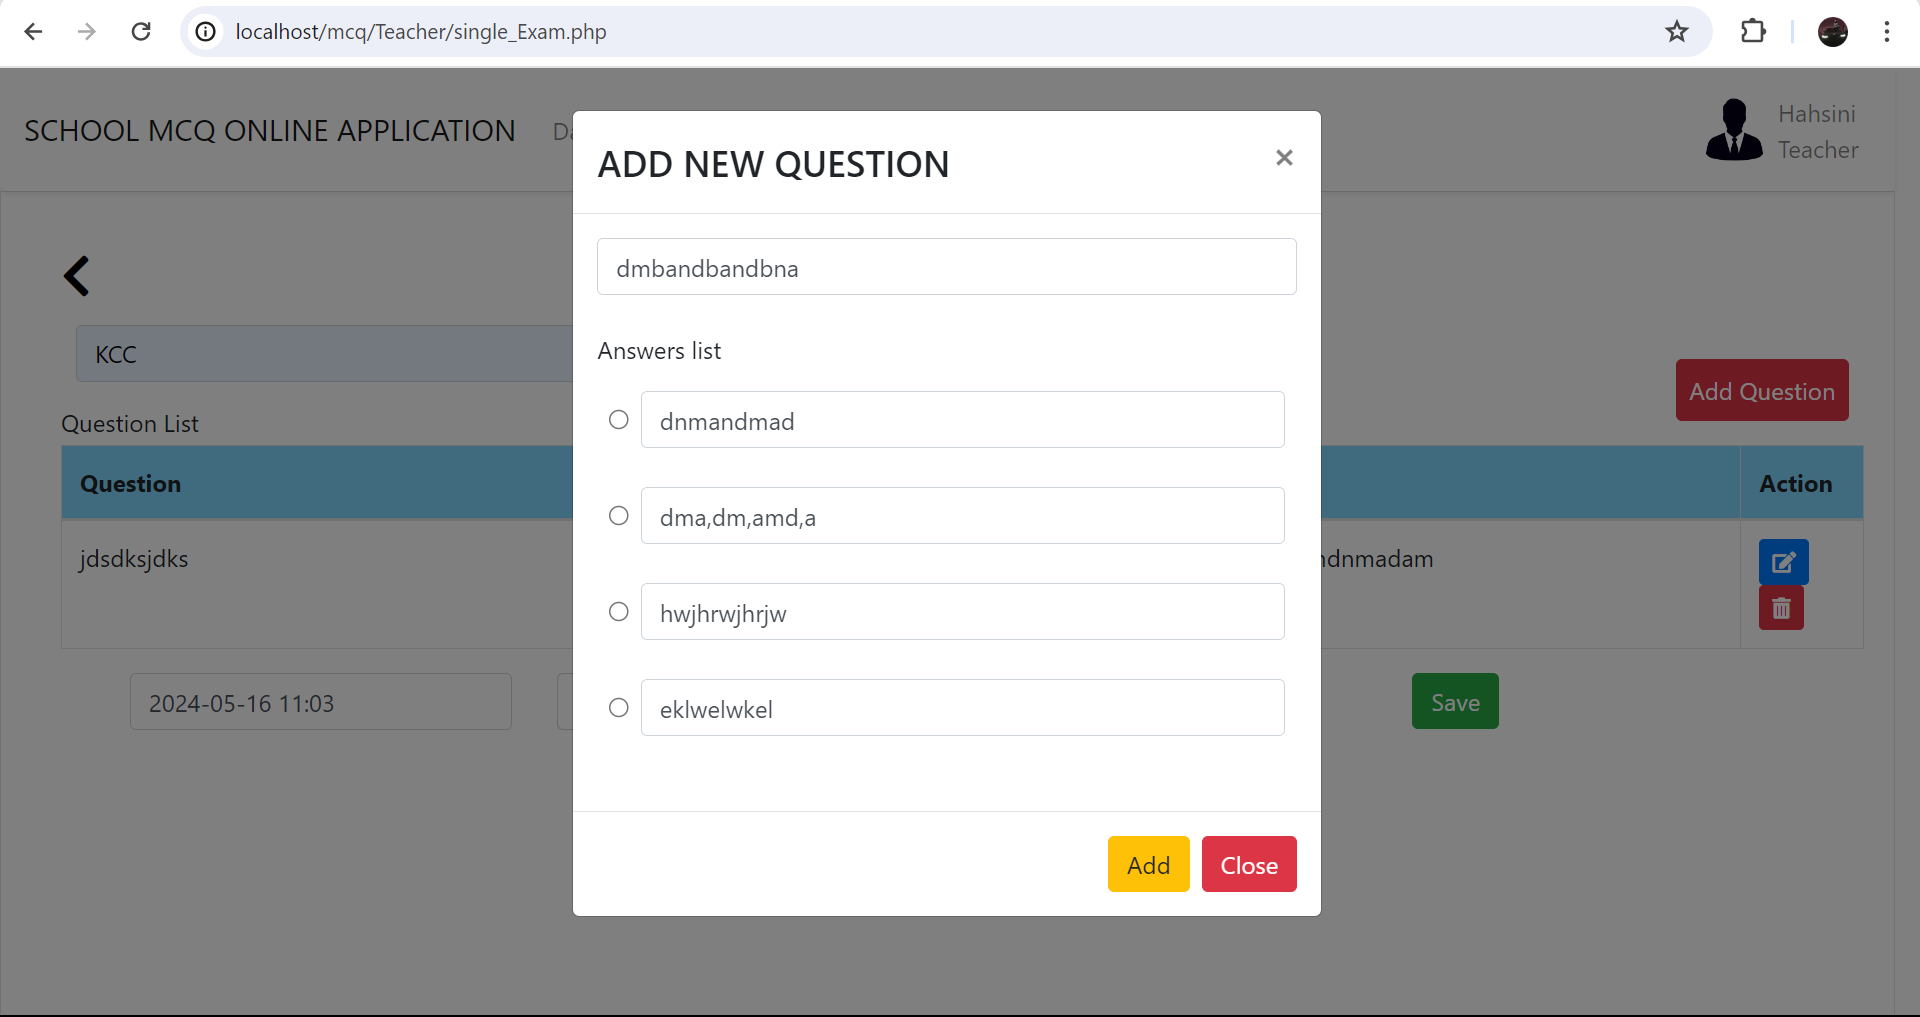 localhost/mcq/Teacher/single_Exam.php
SCHOOL MCQ ONLINE APPLICATION
Hahsini
Teacher
ADD NEW QUESTION
×
dmbandbandbna
KCC
Answers list
Add Question
Question List
dnmandmad
Question
Action
dma,dm,amd,a
jdsdksjdks
hwjhrwjhrjw
2024-05-16 11:03
eklwelwkel
Save
Add
Close